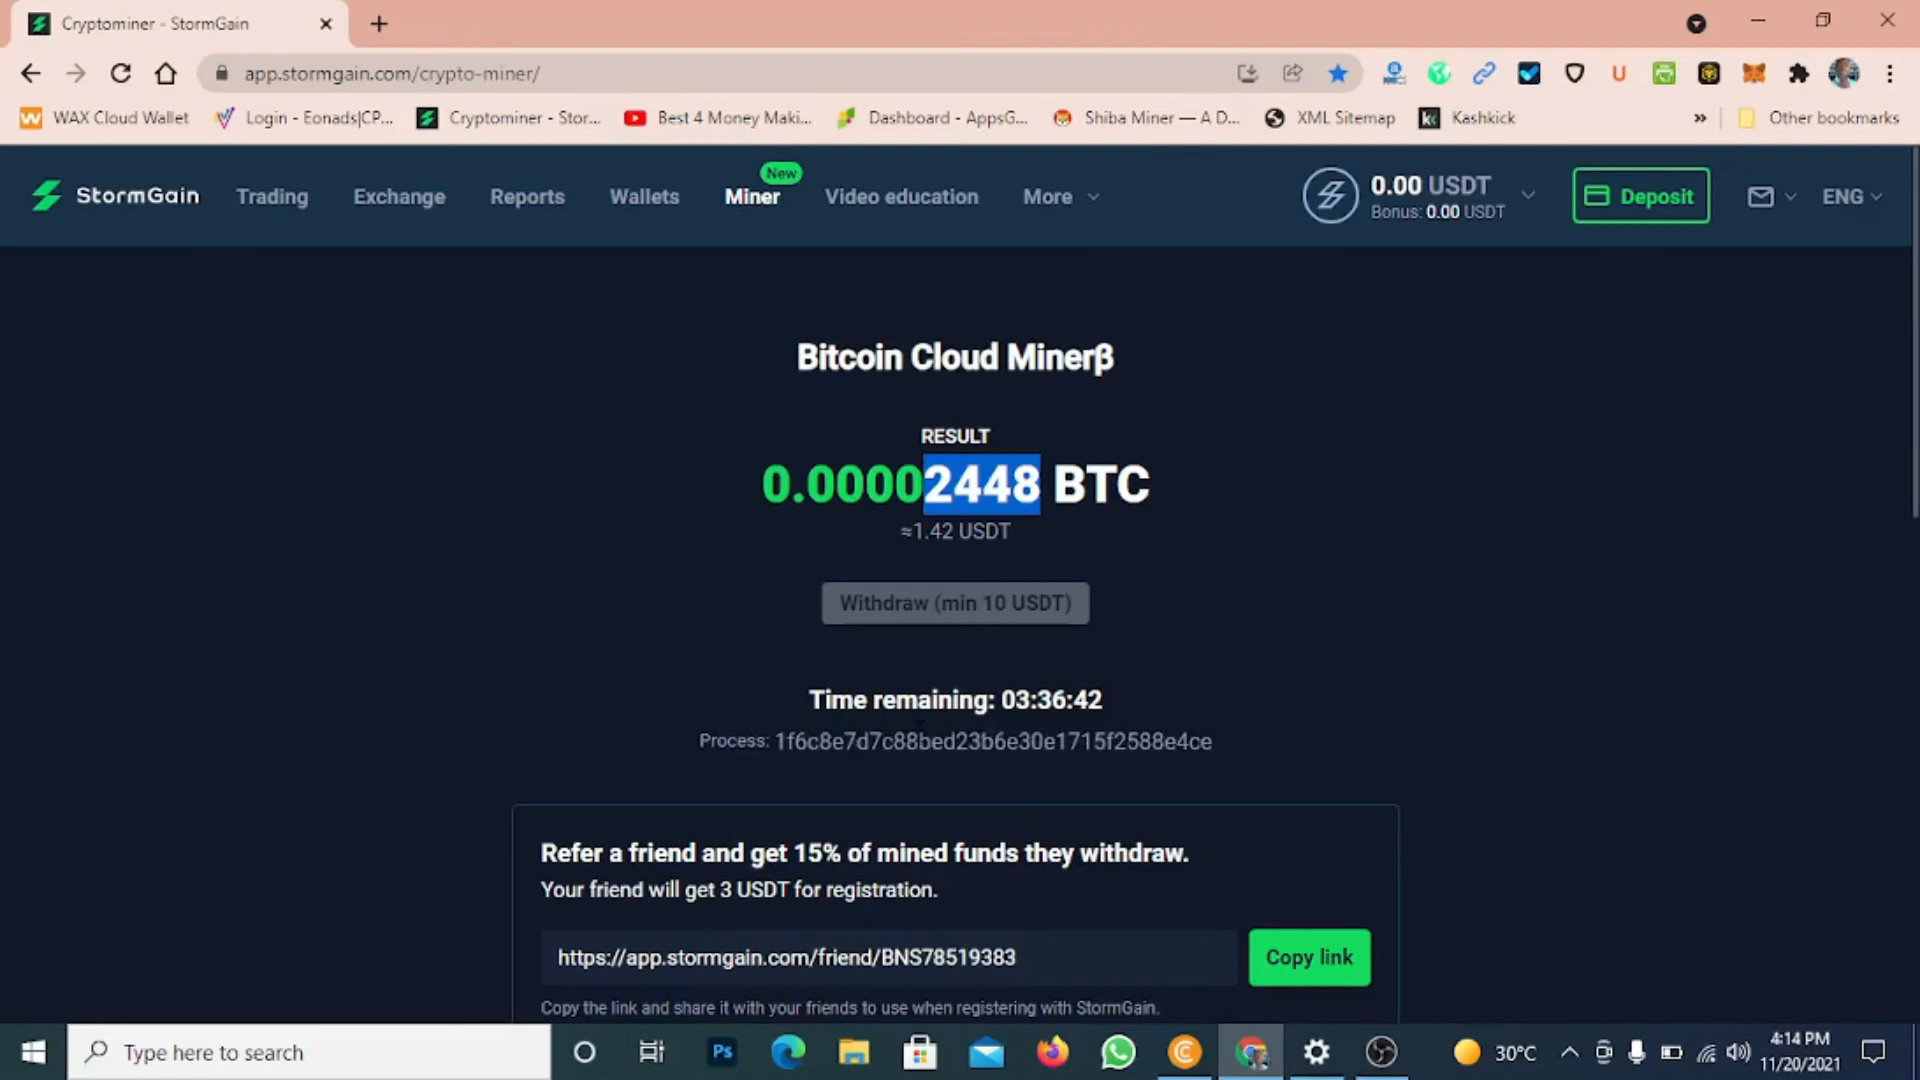 Cryptominer - StormGain
app.stormgain.com/crypto-miner/
WAX Cloud Wallet Login - Eonads|CP... Cryptominer - Stor... Best 4 Money Maki... Dashboard - AppsG... Shiba Miner — A D... XML Sitemap Kashkick » Other bookmarks
StormGain Trading Exchange Reports Wallets Miner New Video education More 0.00 USDT Deposit ENG
Bonus: 0.00 USDT
Bitcoin Cloud Minerβ
RESULT
0.00002448 BTC
≈1.42 USDT
Withdraw (min 10 USDT)
Time remaining: 03:36:42
Process: 1f6c8e7d7c88bed23b6e30e1715f2588e4ce
Refer a friend and get 15% of mined funds they withdraw.
Your friend will get 3 USDT for registration.
https://app.stormgain.com/friend/BNS78519383 Copy link
Copy the link and share it with your friends to use when registering with StormGain.
Type here to search Ps 30°C 4:14 PM
11/20/2021